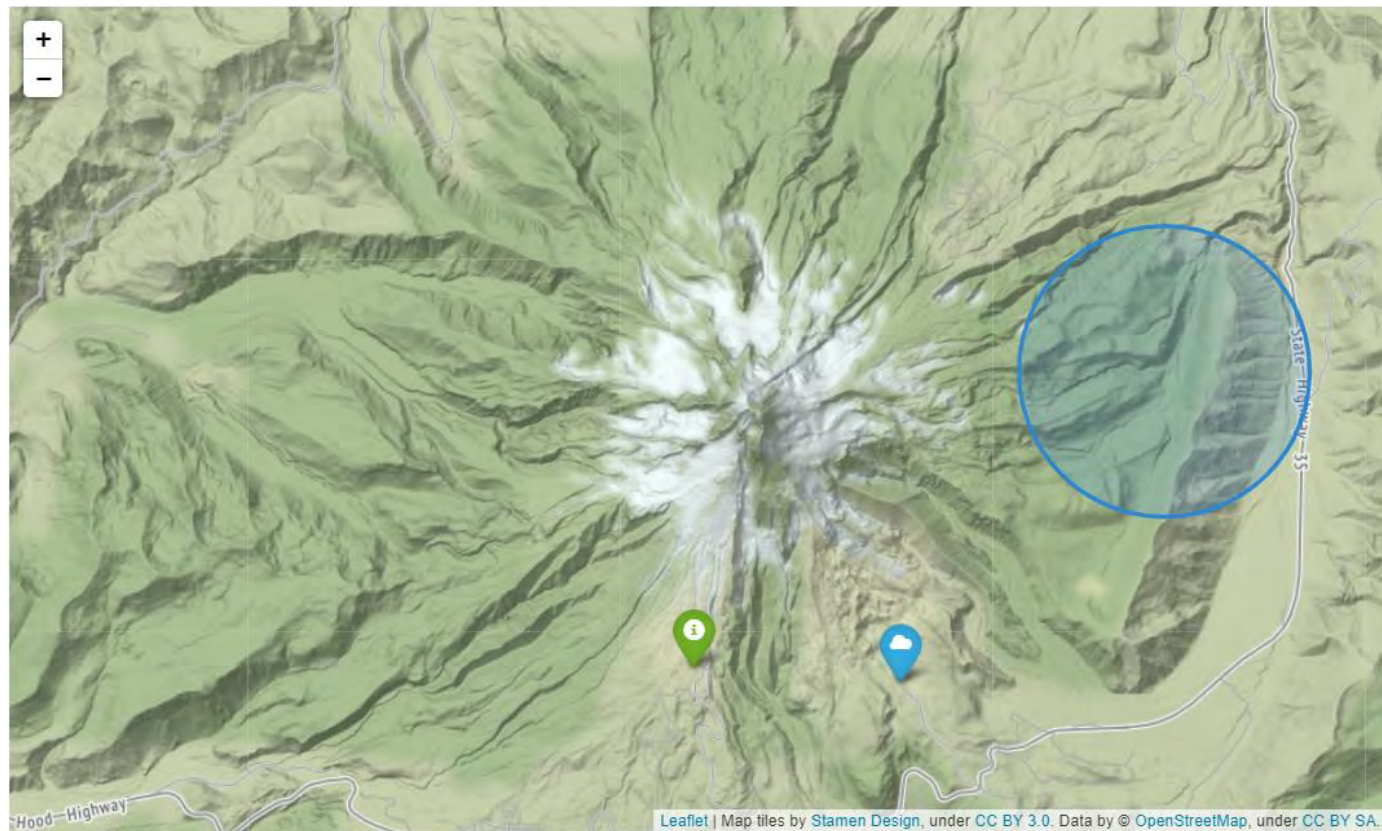 +
−
State—Highway—35
Hood—Highway
Leaflet | Map tiles by Stamen Design, under CC BY 3.0. Data by © OpenStreetMap, under CC BY SA.